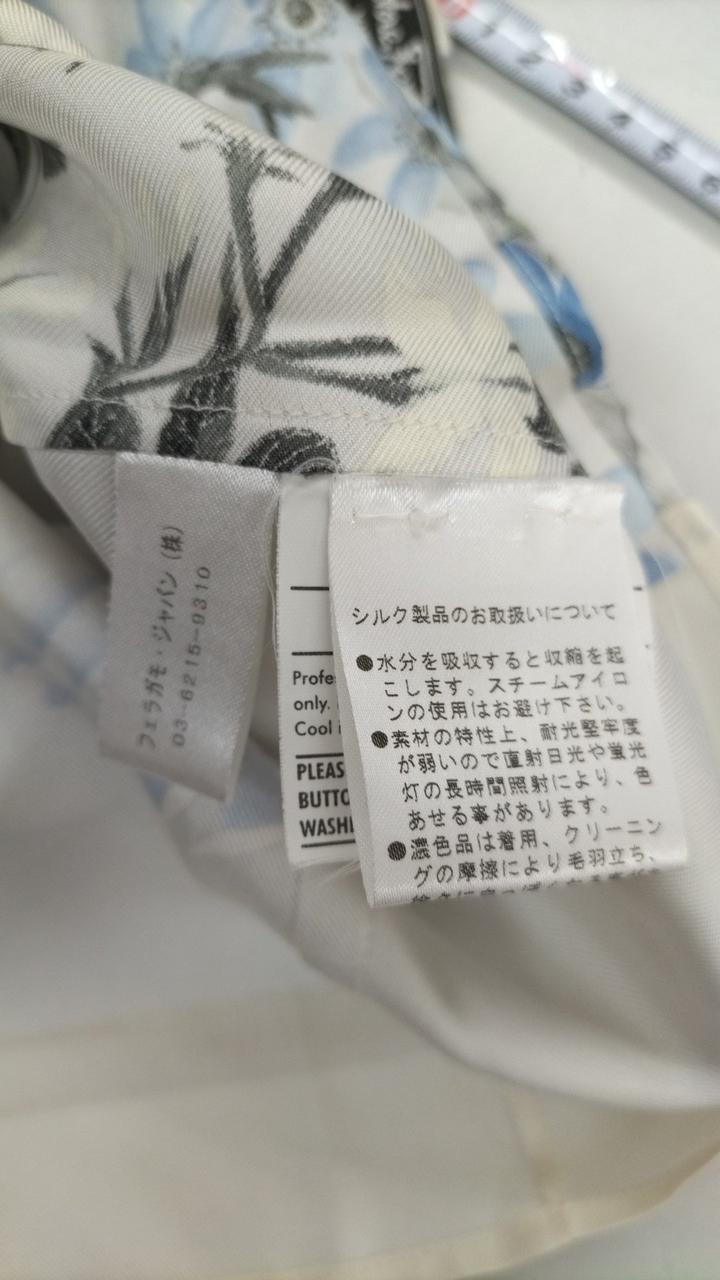 1 2 3 4 5 6
フェラガモ・ジャパン (株)
03-6215-9310
only.
Cool
シルク製品のお取扱いについて
●水分を吸収すると収縮を起
こします。スチームアイロ
ンの使用はお避け下さい。
●素材の特性上、耐光堅牢度
が弱いので直射日光や蛍光
灯の長時間照射により、色
あせる事があります。
●濃色品は着用、クリーニン
グの摩擦により毛羽立ち、